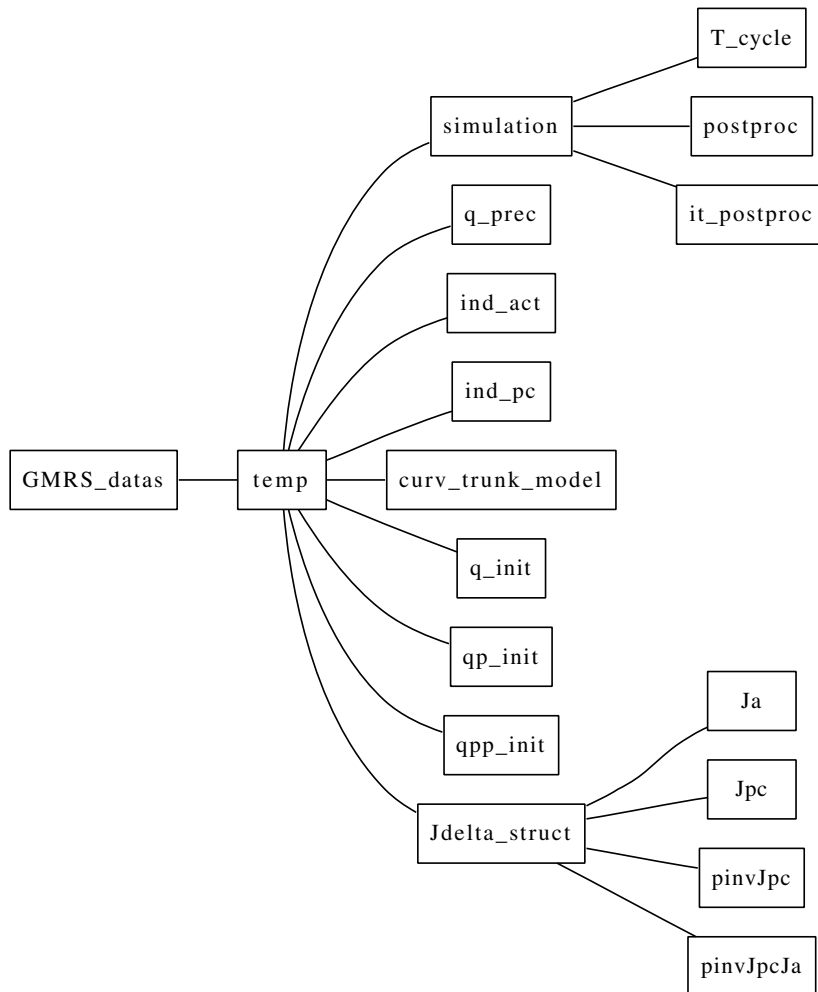 T_cycle
simulation
postproc
it_postproc
q_prec
ind_act
ind_pc
GMRS_datas
temp
curv_trunk_model
q_init
qp_init
qpp_init
Ja
Jpc
Jdelta_struct
pinvJpc
pinvJpcJa